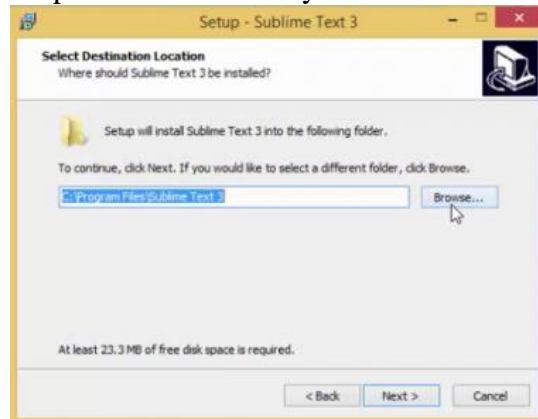 Setup - Sublime Text 3
Select Destination Location
Where should Sublime Text 3 be installed?
Setup will install Sublime Text 3 into the following folder.
To continue, click Next. If you would like to select a different folder, click Browse.
C:\Program Files\Sublime Text 3
Browse...
At least 23.3 MB of free disk space is required.
< Back
Next >
Cancel